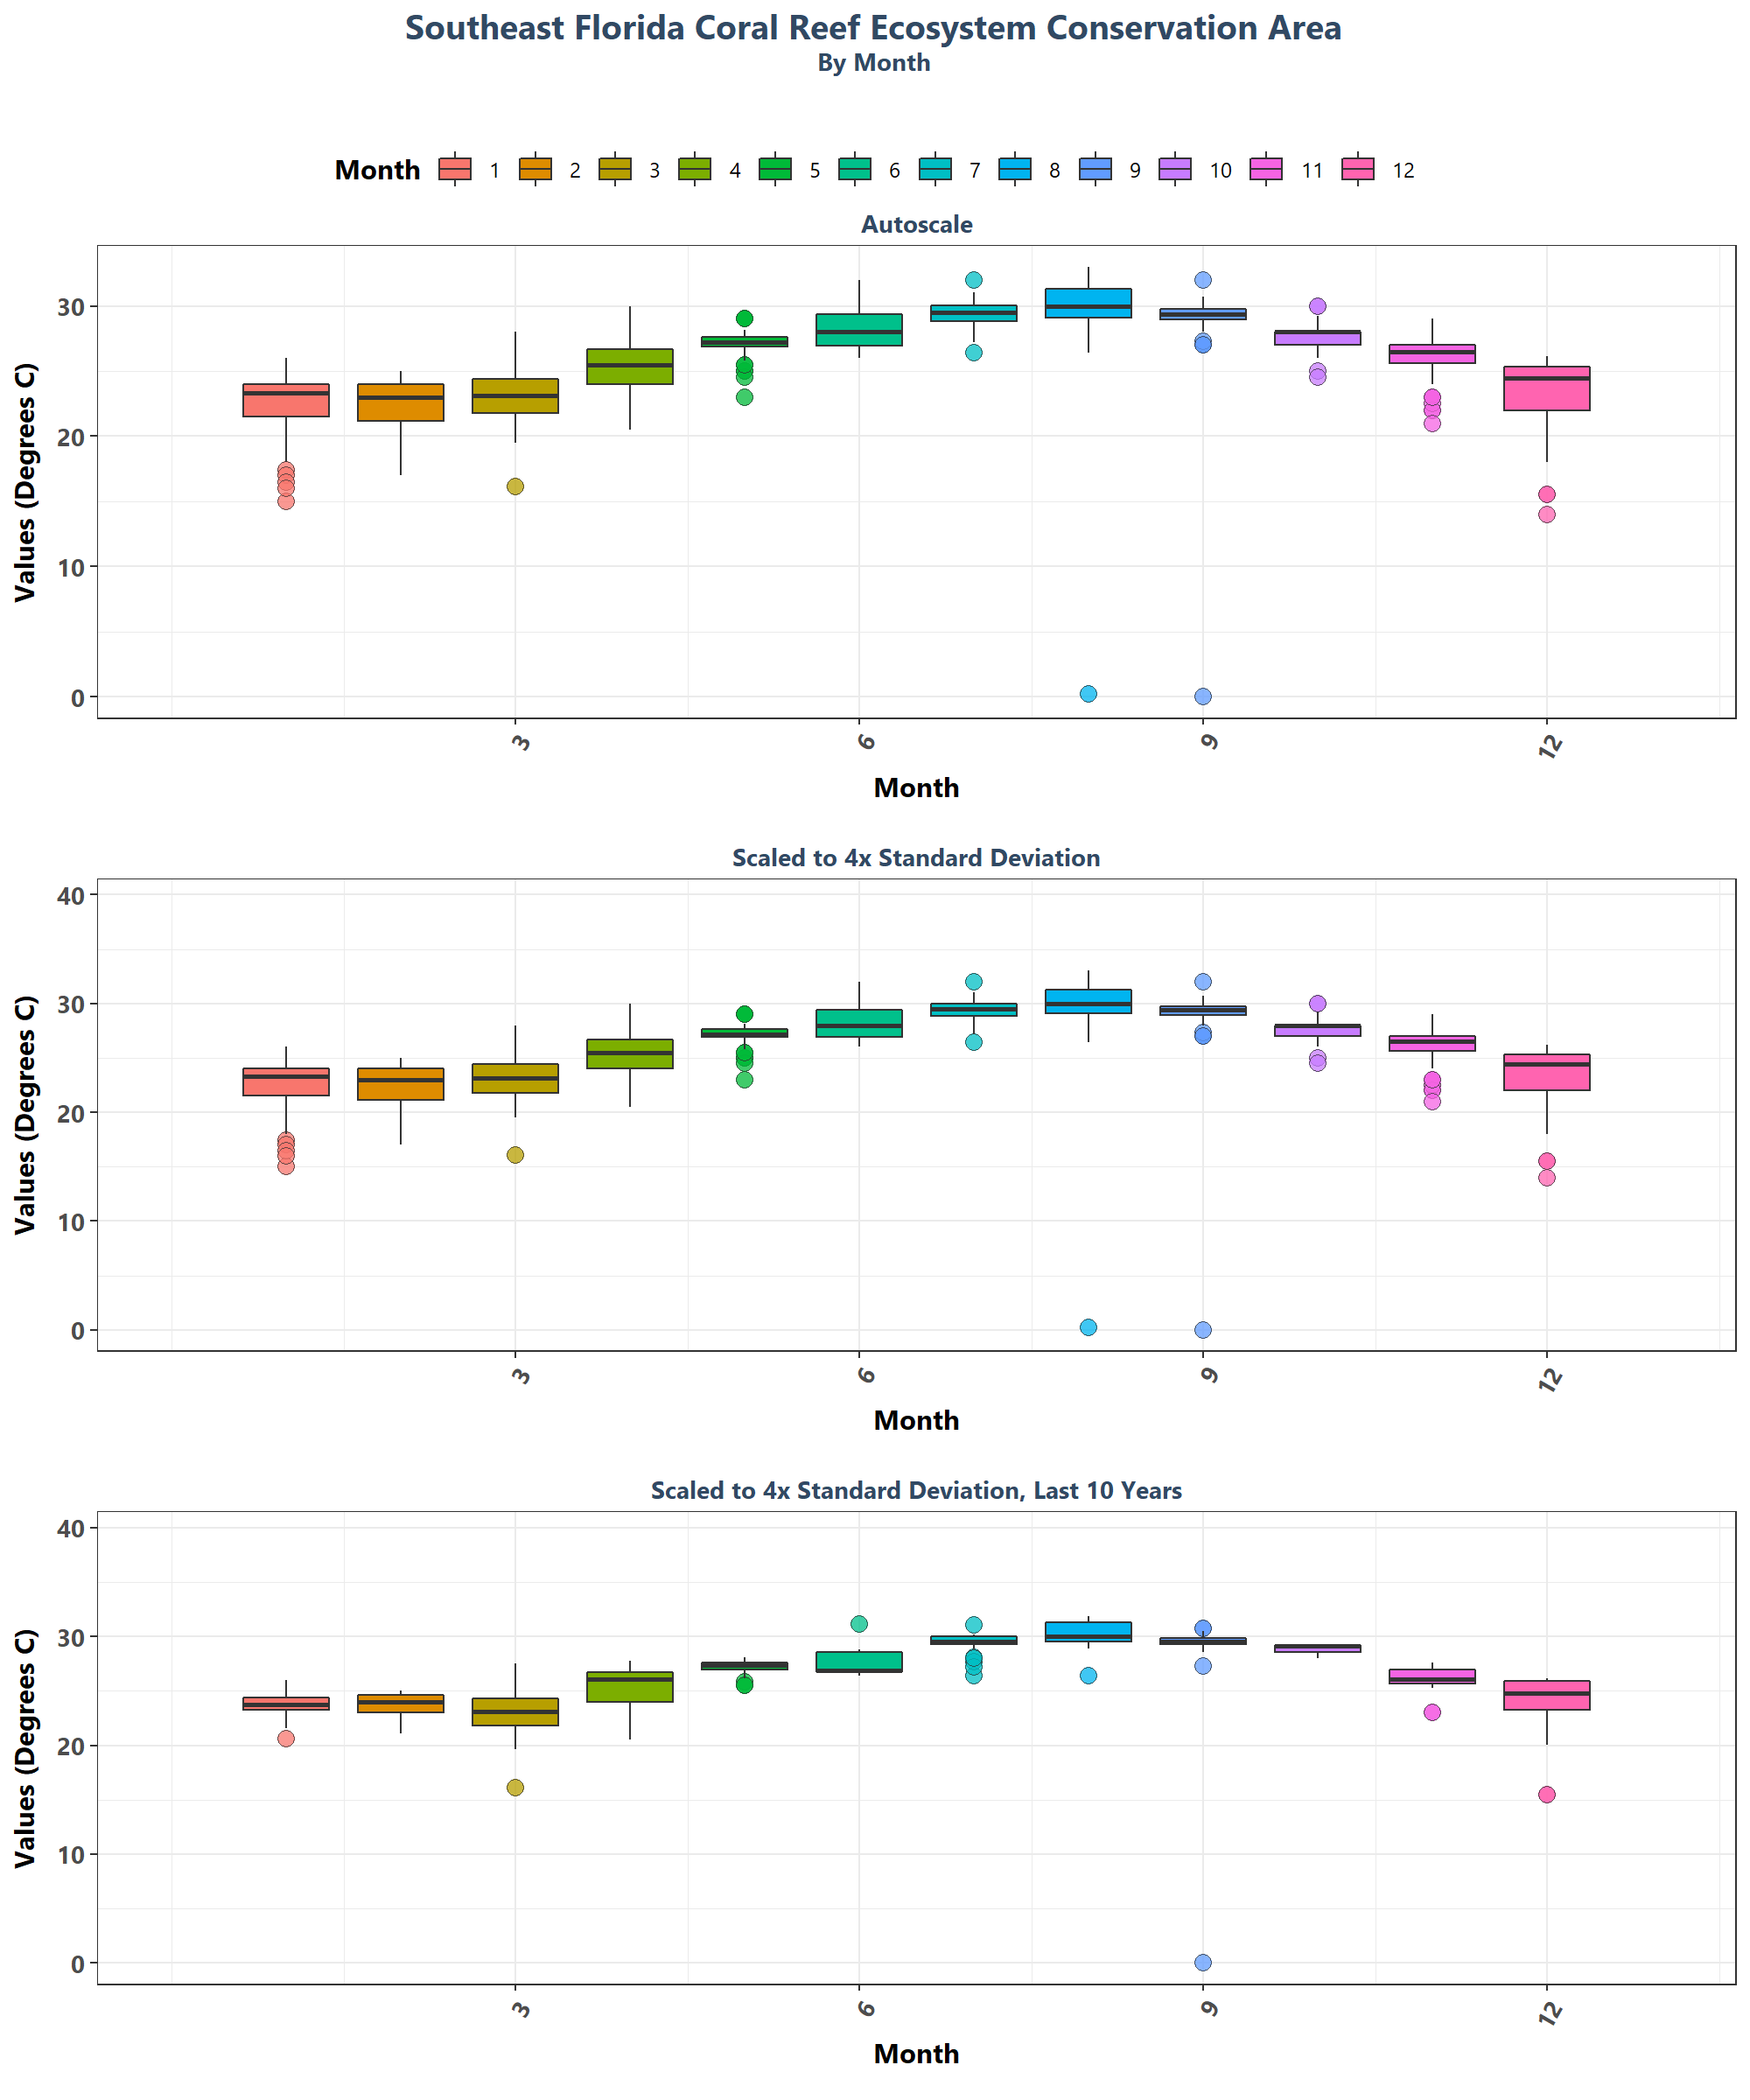 Southeast Florida Coral Reef Ecosystem Conservation Area
By Month
Month 1 2 3 4 5 6 7 8 9 10 11 12
Autoscale
Values (Degrees C)
30
20
10
0
3 6 9 12
Month
Scaled to 4x Standard Deviation
Values (Degrees C)
40
30
20
10
0
3 6 9 12
Month
Scaled to 4x Standard Deviation, Last 10 Years
Values (Degrees C)
40
30
20
10
0
3 6 9 12
Month